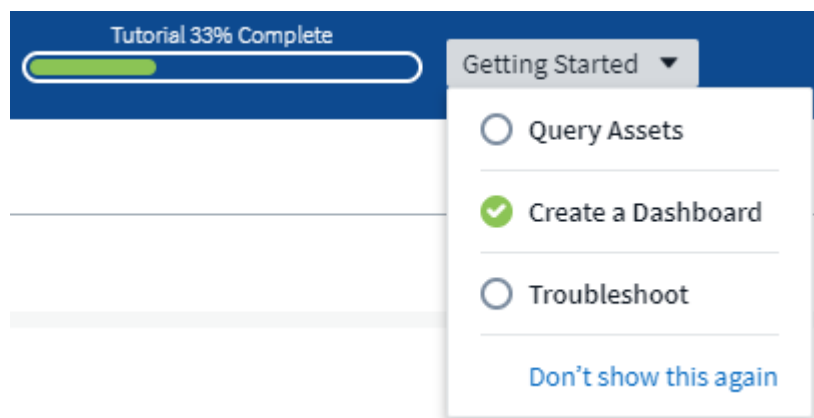 Tutorial 33% Complete
Getting Started
Query Assets
Create a Dashboard
Troubleshoot
Don’t show this again